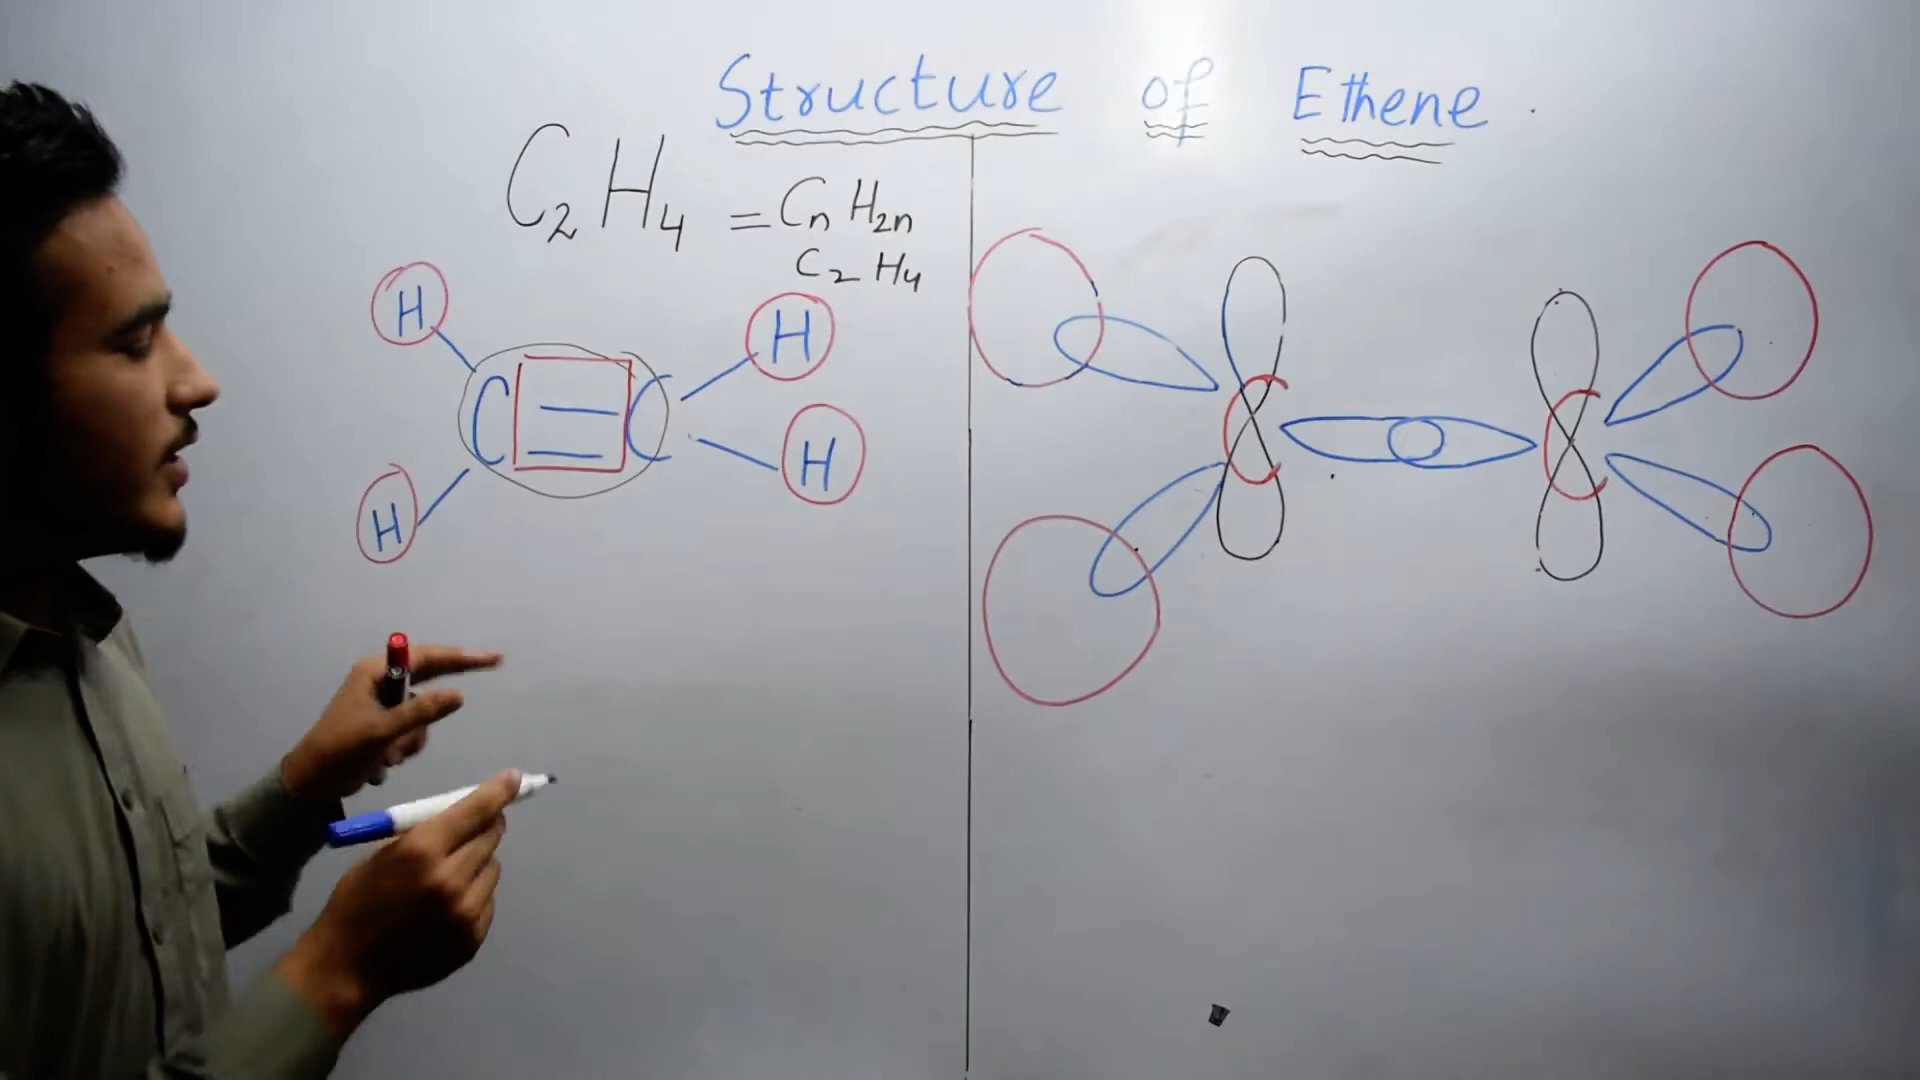 Structure of Ethene.
C₂H₄ = CₙH₂ₙ
C₂H₄
H
H
C=C
H
H
C
C